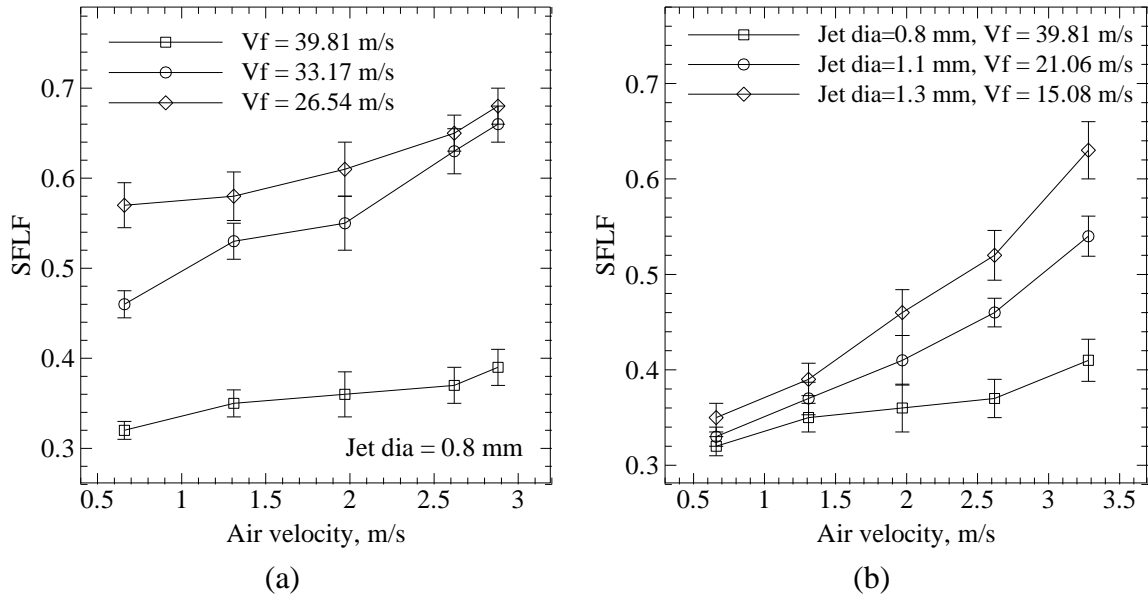 Vf = 39.81 m/s
Vf = 33.17 m/s
Vf = 26.54 m/s
0.7
0.6
0.5
0.4
0.3
SFLF
Jet dia = 0.8 mm
0.5 1 1.5 2 2.5 3
Air velocity, m/s
(a)
Jet dia=0.8 mm, Vf = 39.81 m/s
Jet dia=1.1 mm, Vf = 21.06 m/s
Jet dia=1.3 mm, Vf = 15.08 m/s
0.7
0.6
0.5
0.4
0.3
SFLF
0.5 1 1.5 2 2.5 3 3.5
Air velocity, m/s
(b)